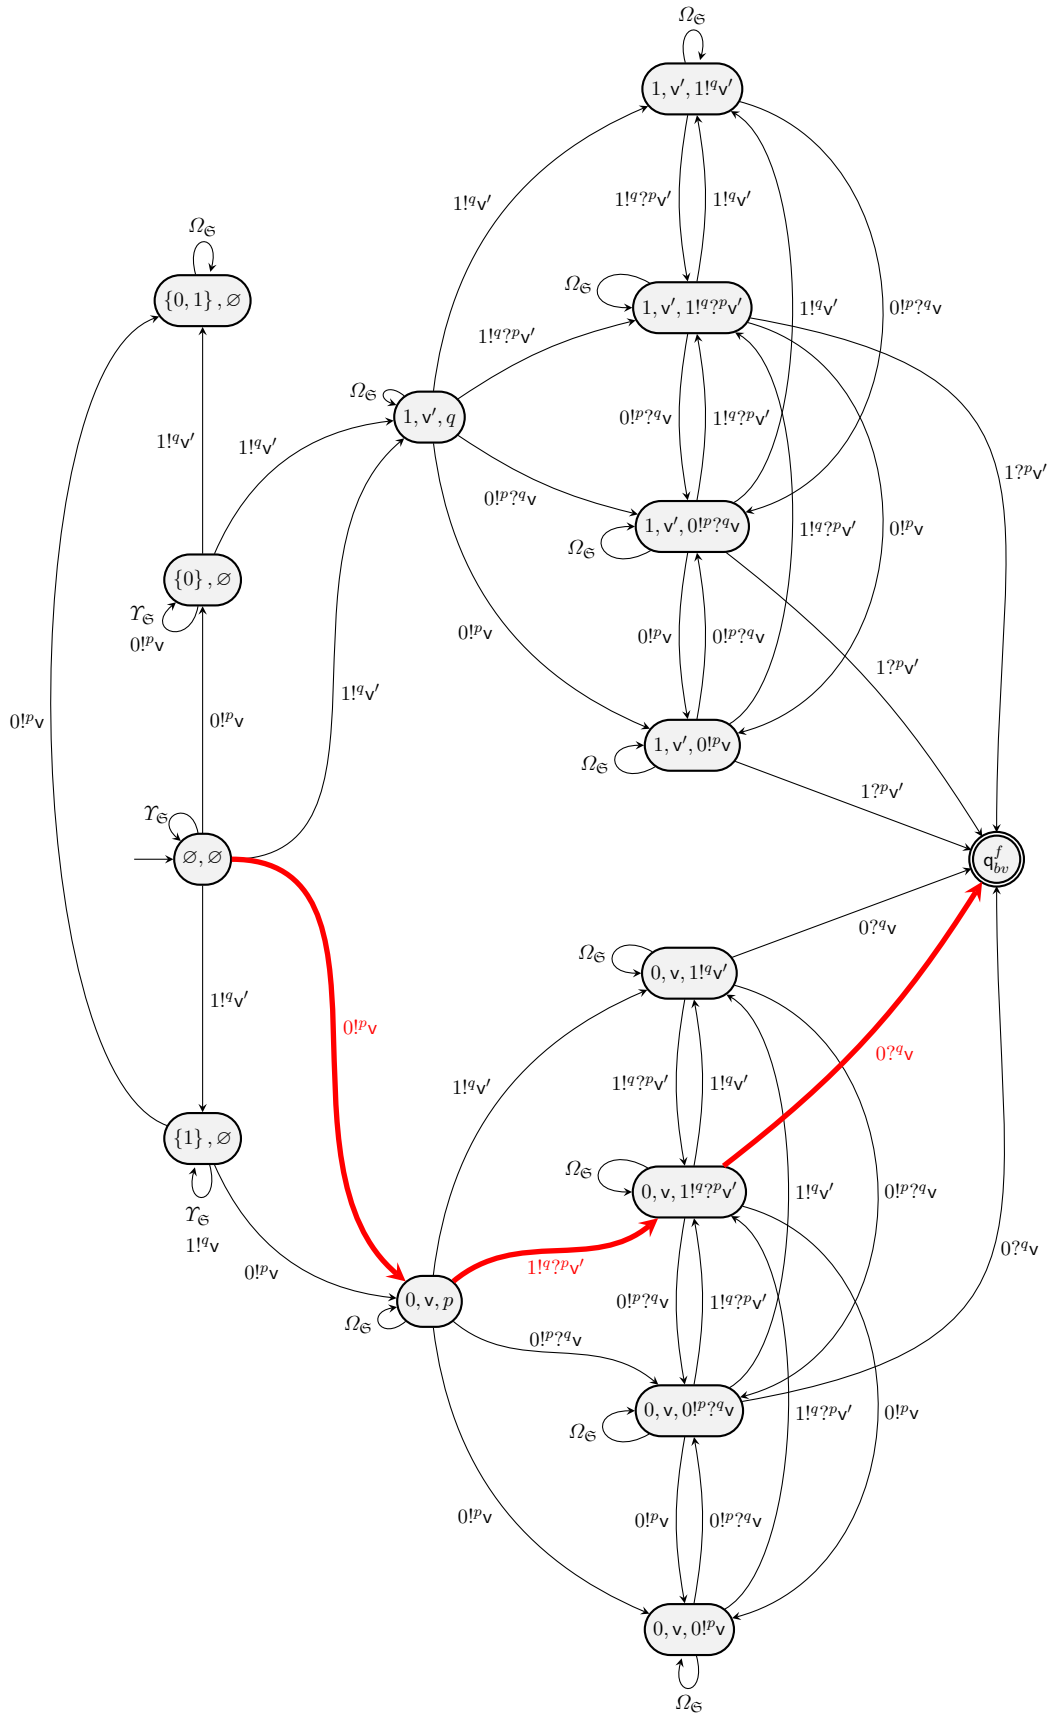 Ω𝔖
1, v′, 1!^q v′
1!^q v′
1!^q?^p v′
1!^q v′
Ω𝔖
{0, 1}, ∅
Ω𝔖
1, v′, 1!^q?^p v′
1!^q v′
0!^p?^q v
1!^q?^p v′
Ω𝔖
1, v′, q
0!^p?^q v
1!^q?^p v′
1!^q v′
1!^q v′
1?^p v′
0!^p?^q v
1, v′, 0!^p?^q v
Ω𝔖
1!^q?^p v′
0!^p v
{0}, ∅
ϒ𝔖
0!^p v
0!^p v
0!^p v
0!^p?^q v
1?^p v′
1!^q v′
0!^p v
0!^p v
1, v′, 0!^p v
Ω𝔖
1?^p v′
ϒ𝔖
∅, ∅
q^f_bv
0?^q v
Ω𝔖
0, v, 1!^q v′
1!^q v′
0!^p v
0?^q v
1!^q v′
1!^q?^p v′
1!^q v′
{1}, ∅
Ω𝔖
0, v, 1!^q?^p v′
1!^q v′
0!^p?^q v
ϒ𝔖
1!^q v
0!^p v
1!^q?^p v′
0?^q v
0, v, p
Ω𝔖
0!^p?^q v
1!^q?^p v′
0!^p?^q v
0, v, 0!^p?^q v
Ω𝔖
1!^q?^p v′
0!^p v
0!^p v
0!^p v
0!^p?^q v
0, v, 0!^p v
Ω𝔖